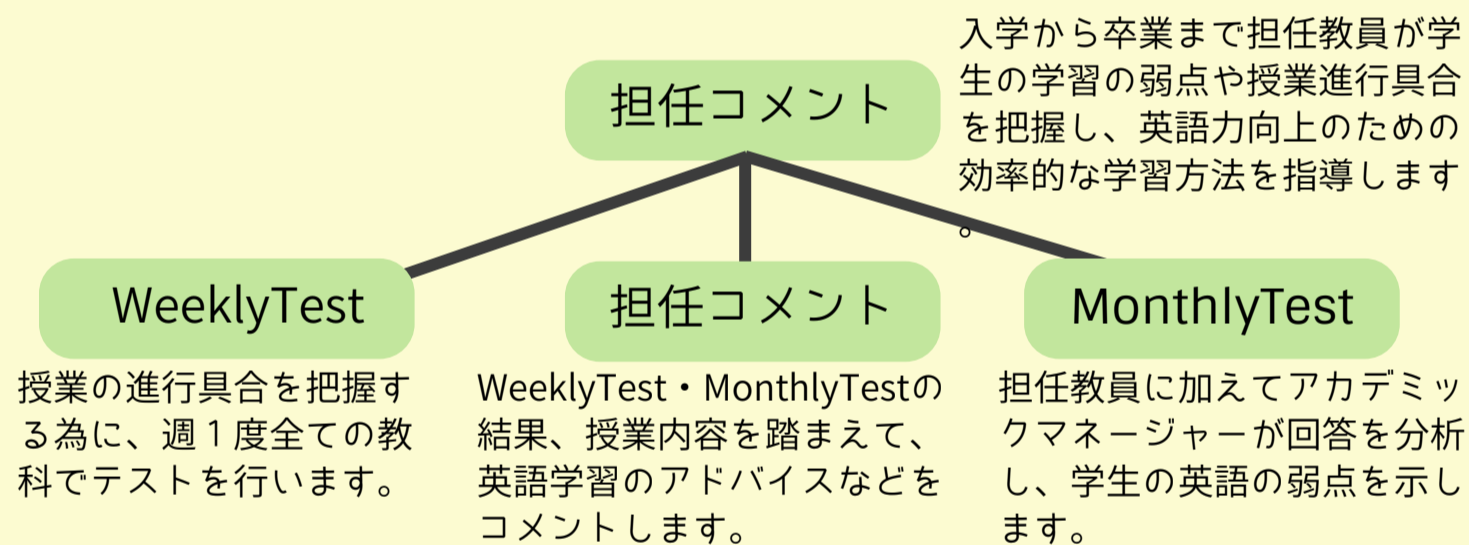 担任コメント
入学から卒業まで担任教員が学
生の学習の弱点や授業進行具合
を把握し、英語力向上のための
効率的な学習方法を指導します
。
WeeklyTest
授業の進行具合を把握す
る為に、週１度全ての教
科でテストを行います。
担任コメント
WeeklyTest・MonthlyTestの
結果、授業内容を踏まえて、
英語学習のアドバイスなどを
コメントします。
MonthlyTest
担任教員に加えてアカデミッ
クマネージャーが回答を分析
し、学生の英語の弱点を示し
ます。